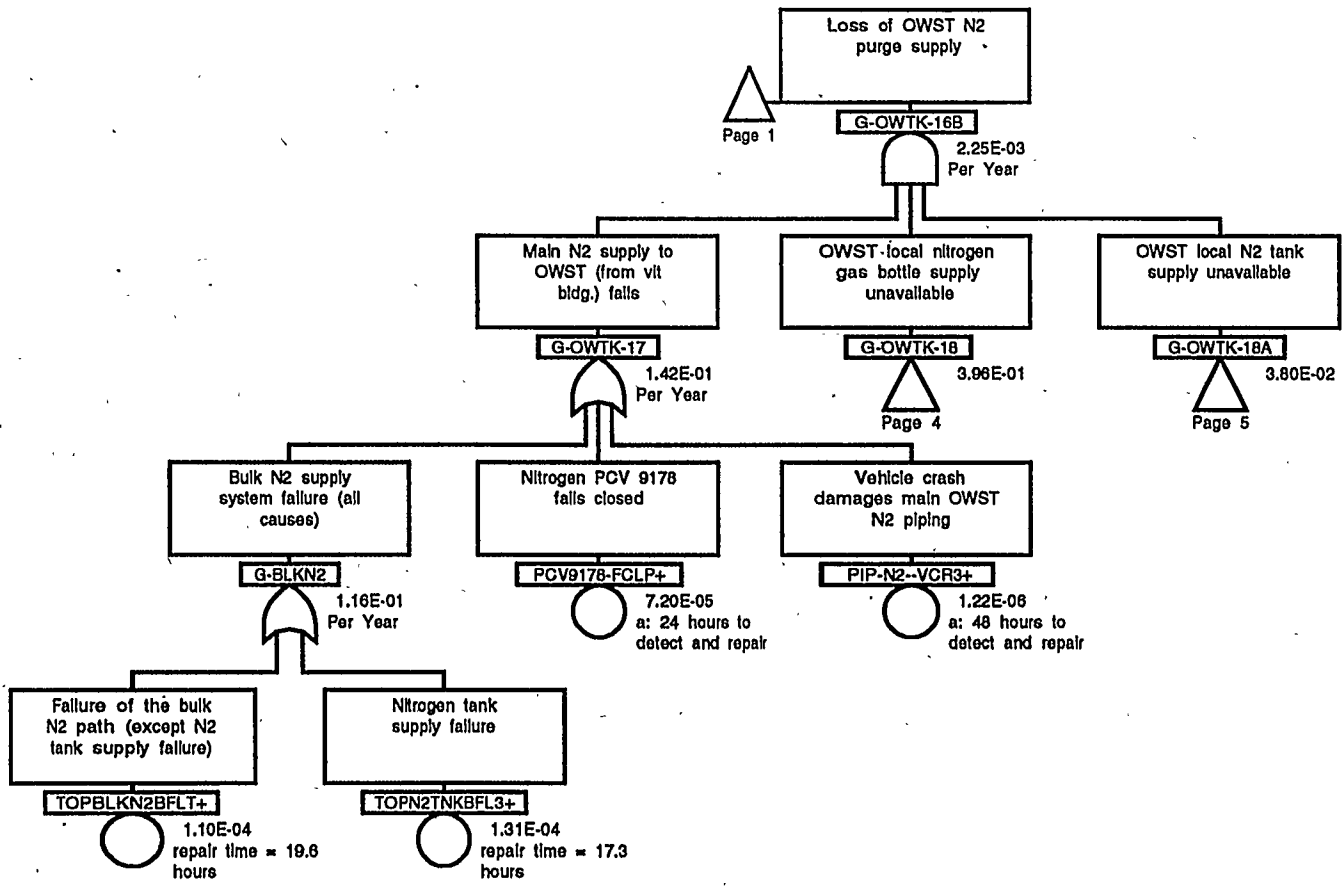 Loss of OWST N2
purge supply
Page 1
G-OWTK-16B
2.25E-03
Per Year
Main N2 supply to
OWST (from vit
bldg.) fails
G-OWTK-17
1.42E-01
Per Year
OWST local nitrogen
gas bottle supply
unavailable
G-OWTK-18
3.96E-01
Page 4
OWST local N2 tank
supply unavailable
G-OWTK-18A
3.80E-02
Page 5
Bulk N2 supply
system failure (all
causes)
G-BLKN2
1.16E-01
Per Year
Nitrogen PCV 9178
fails closed
PCV9178-FCLP+
7.20E-05
a: 24 hours to
detect and repair
Vehicle crash
damages main OWST
N2 piping
PIP-N2--VCR3+
1.22E-06
a: 48 hours to
detect and repair
Failure of the bulk
N2 path (except N2
tank supply failure)
TOPBLKN2BFLT+
1.10E-04
repair time = 19.6
hours
Nitrogen tank
supply failure
TOPN2TNKBFL3+
1.31E-04
repair time = 17.3
hours